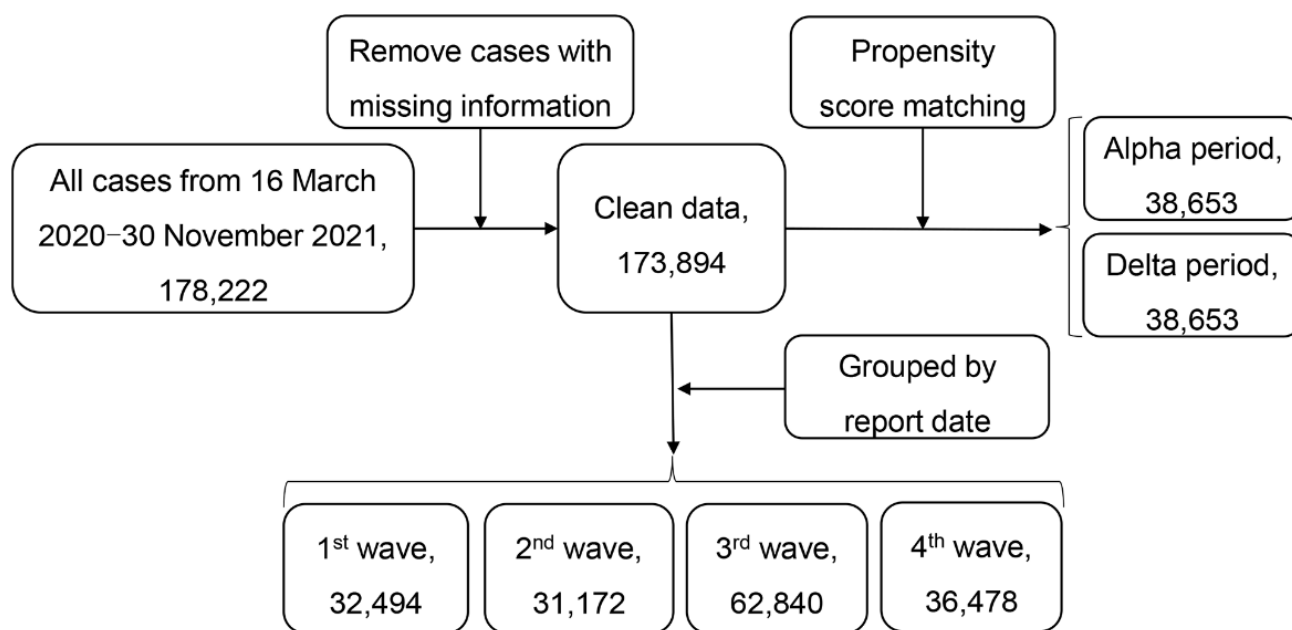 Remove cases with
missing information
Propensity
score matching
All cases from 16 March
2020−30 November 2021,
178,222
Clean data,
173,894
Alpha period,
38,653
Delta period,
38,653
Grouped by
report date
1st wave,
32,494
2nd wave,
31,172
3rd wave,
62,840
4th wave,
36,478